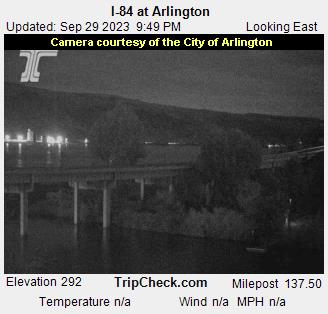 I-84 at Arlington
Updated: Sep 29 2023 9:49 PM Looking East
Camera courtesy of the City of Arlington
Elevation 292 TripCheck.com Milepost 137.50
Temperature n/a Wind n/a MPH n/a